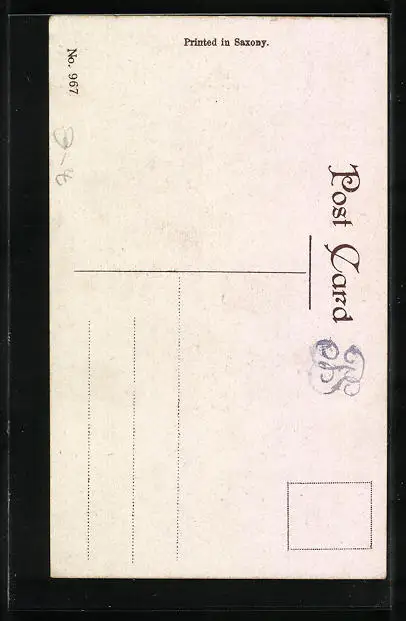 Printed in Saxony.
No. 967
Post Card